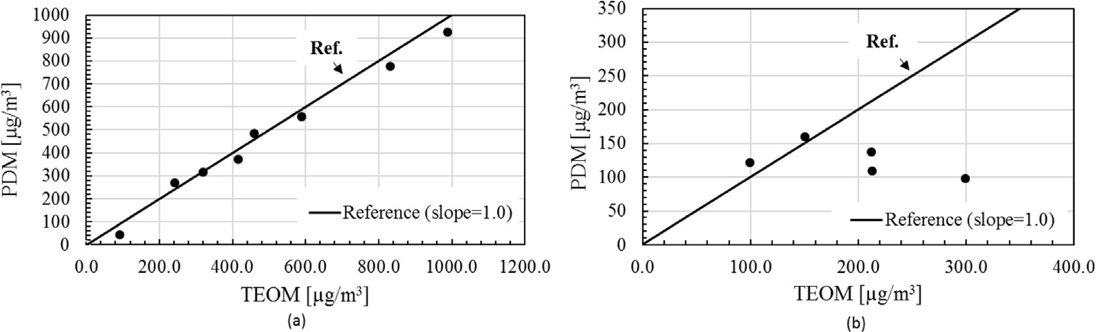 1000
900
800
700
600
500
400
300
200
100
0
PDM [µg/m³]
Ref.
Reference (slope=1.0)
0.0 200.0 400.0 600.0 800.0 1000.0 1200.0
TEOM [µg/m³]
(a)
350
300
250
200
150
100
50
0
PDM [µg/m³]
Ref.
Reference (slope=1.0)
0.0 100.0 200.0 300.0 400.0
TEOM [µg/m³]
(b)